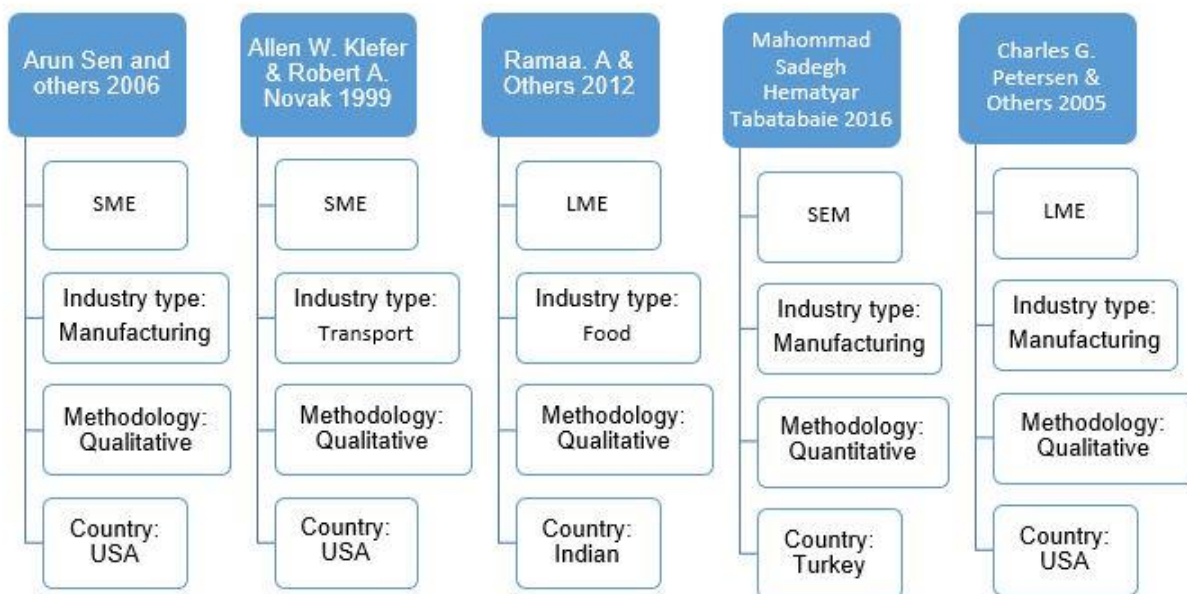 Arun Sen and
others 2006
SME
Industry type:
Manufacturing
Methodology:
Qualitative
Country:
USA
Allen W. Klefer
& Robert A.
Novak 1999
SME
Industry type:
Transport
Methodology:
Qualitative
Country:
USA
Ramaa. A &
Others 2012
LME
Industry type:
Food
Methodology:
Qualitative
Country:
Indian
Mahommad
Sadegh
Hematyar
Tabatabaie 2016
SEM
Industry type:
Manufacturing
Methodology:
Quantitative
Country:
Turkey
Charles G.
Petersen &
Others 2005
LME
Industry type:
Manufacturing
Methodology:
Qualitative
Country:
USA